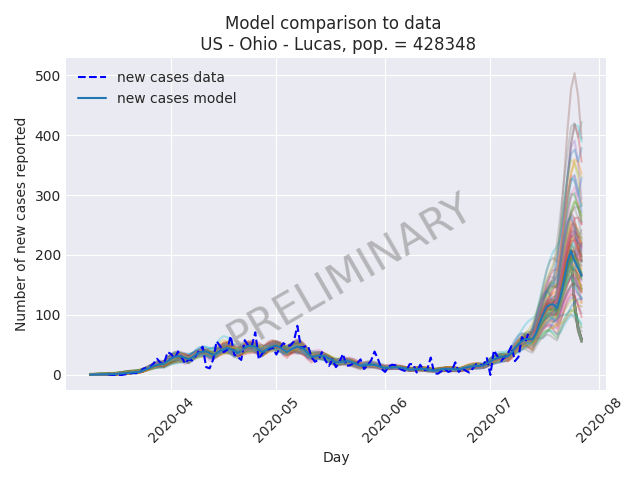 Model comparison to data
US - Ohio - Lucas, pop. = 428348
new cases data
new cases model
PRELIMINARY
Number of new cases reported
500
400
300
200
100
0
2020-04
2020-05
2020-06
2020-07
2020-08
Day